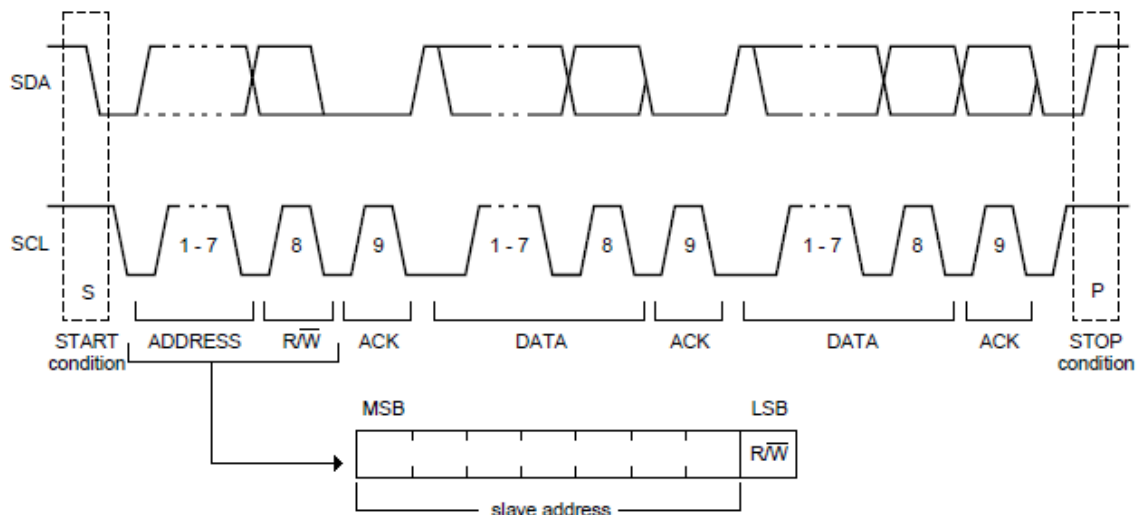 SDA
SCL
1 - 7
8
9
1 - 7
8
9
1 - 7
8
9
S
P
START
condition
ADDRESS
R/W̅
ACK
DATA
ACK
DATA
ACK
STOP
condition
MSB
LSB
R/W̅
slave address